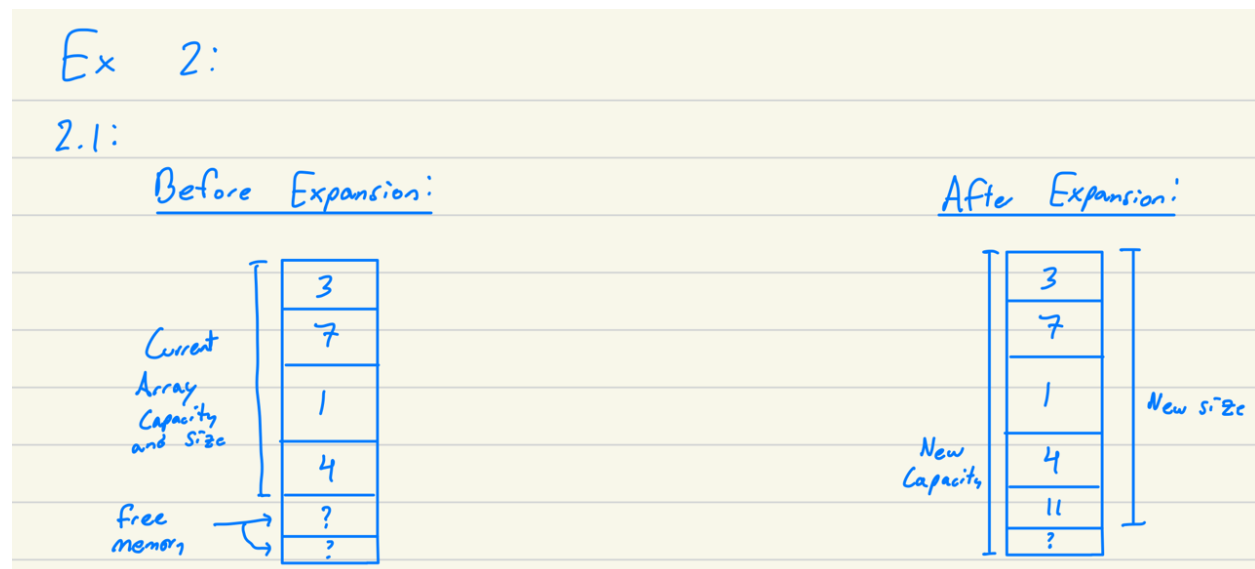 Ex 2:
2.1:
Before Expansion:
After Expansion:
3
7
1
4
?
?
Current
Array
Capacity
and size
free
memory
3
7
1
4
11
?
New
Capacity
New size